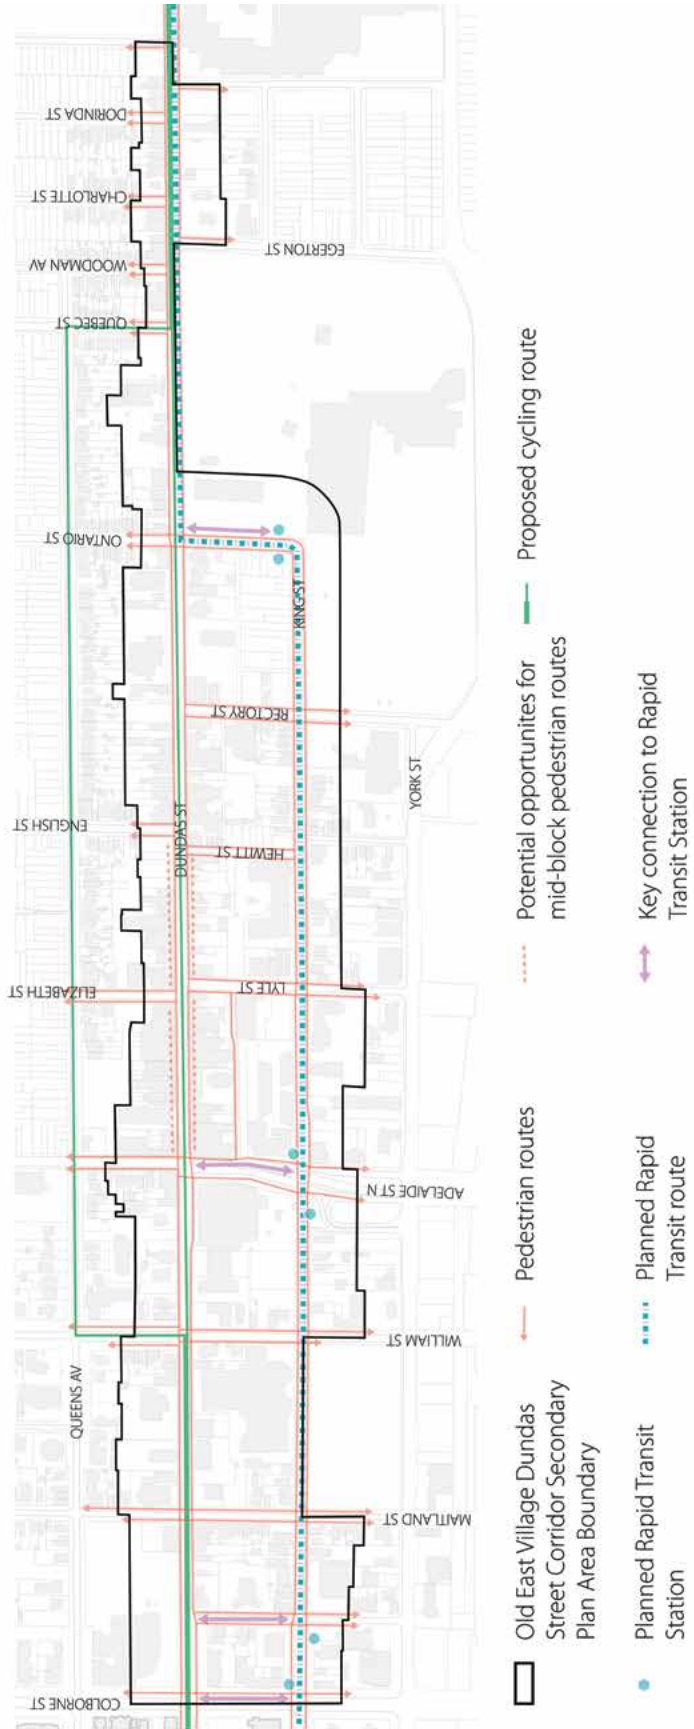 DORINDA ST
CHARLOTTE ST
WOODMAN AV
QUEBEC ST
EGERTON ST
ONTARIO ST
KING ST
RECTORY ST
YORK ST
ENGLISH ST
DUNDAS ST
HEWITT ST
ELIZABETH ST
LYLE ST
ADELAIDE ST N
WILLIAM ST
QUEENS AV
MAITLAND ST
COLBORNE ST
Old East Village Dundas
Street Corridor Secondary
Plan Area Boundary
Pedestrian routes
Potential opportunites for
mid-block pedestrian routes
Proposed cycling route
Planned Rapid Transit
Station
Planned Rapid
Transit route
Key connection to Rapid
Transit Station